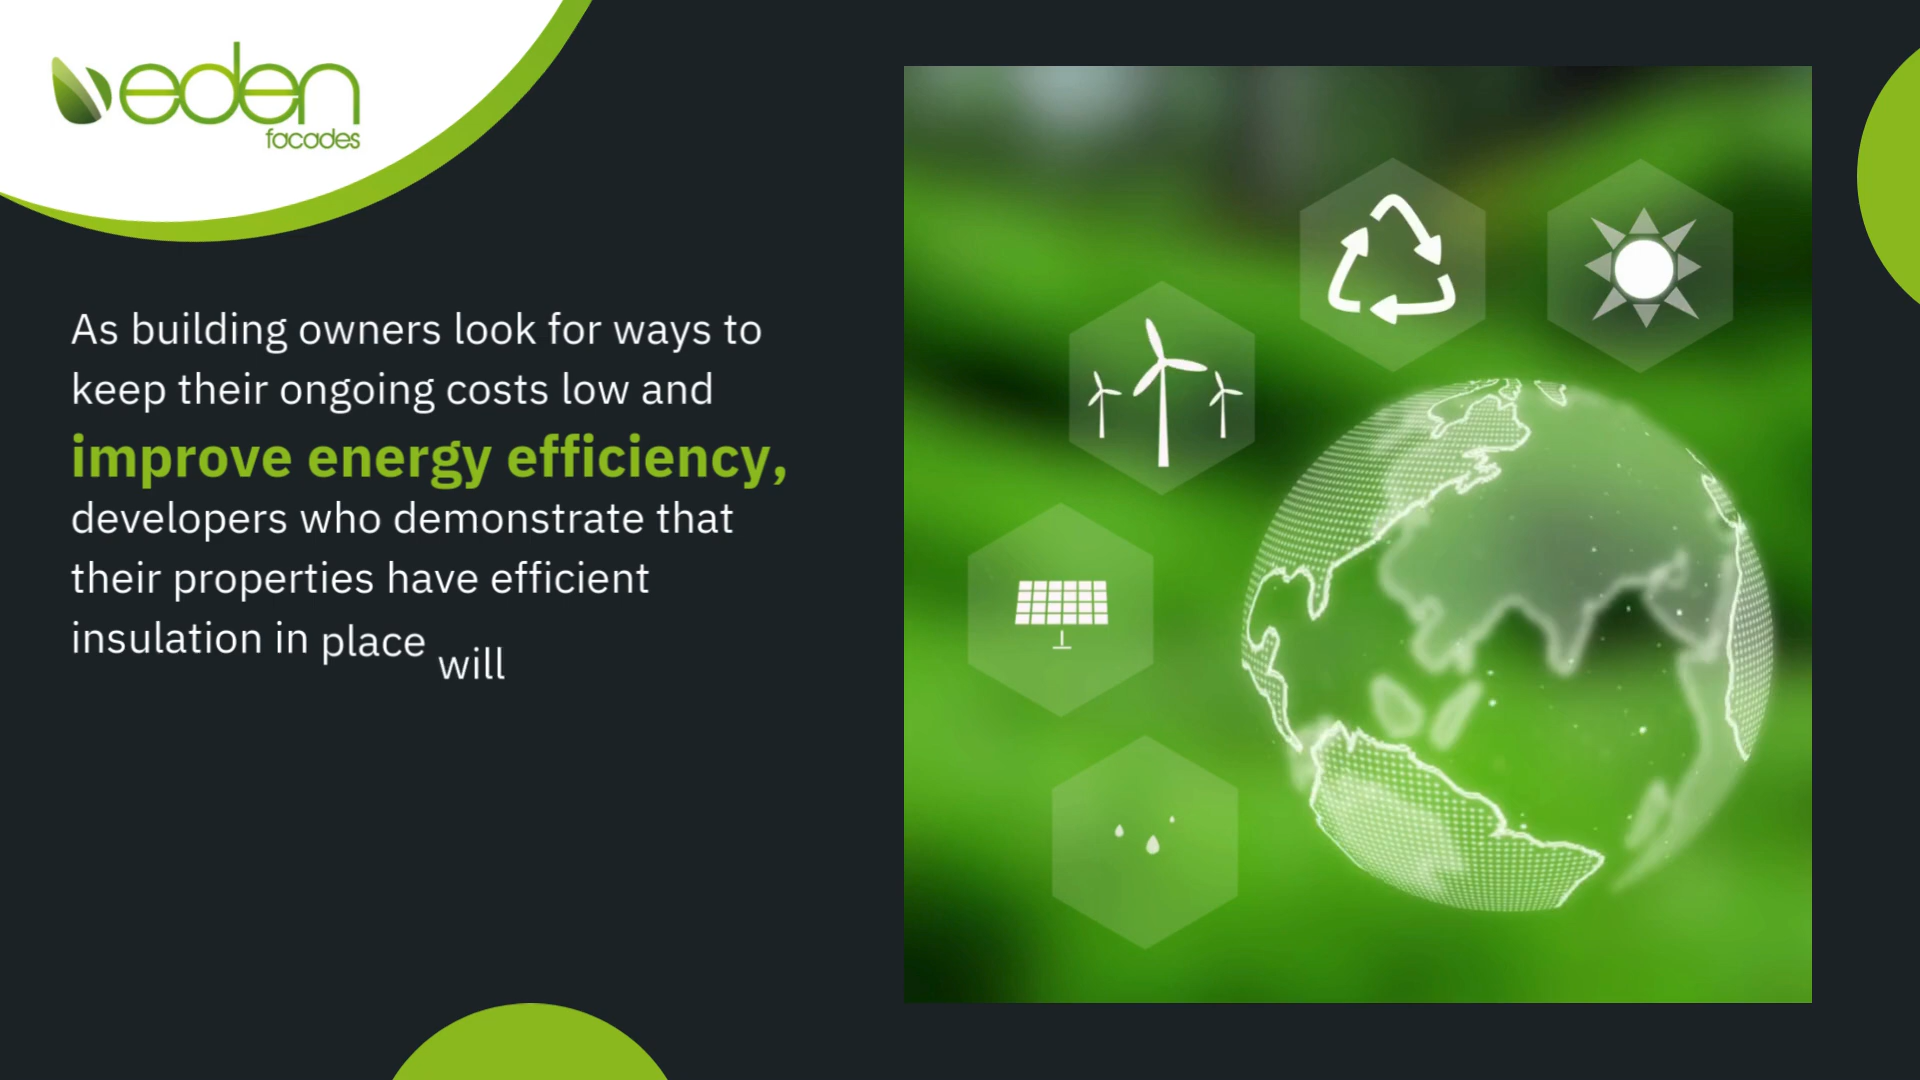 eden
facades
As building owners look for ways to
keep their ongoing costs low and
improve energy efficiency,
developers who demonstrate that
their properties have efficient
insulation in place will